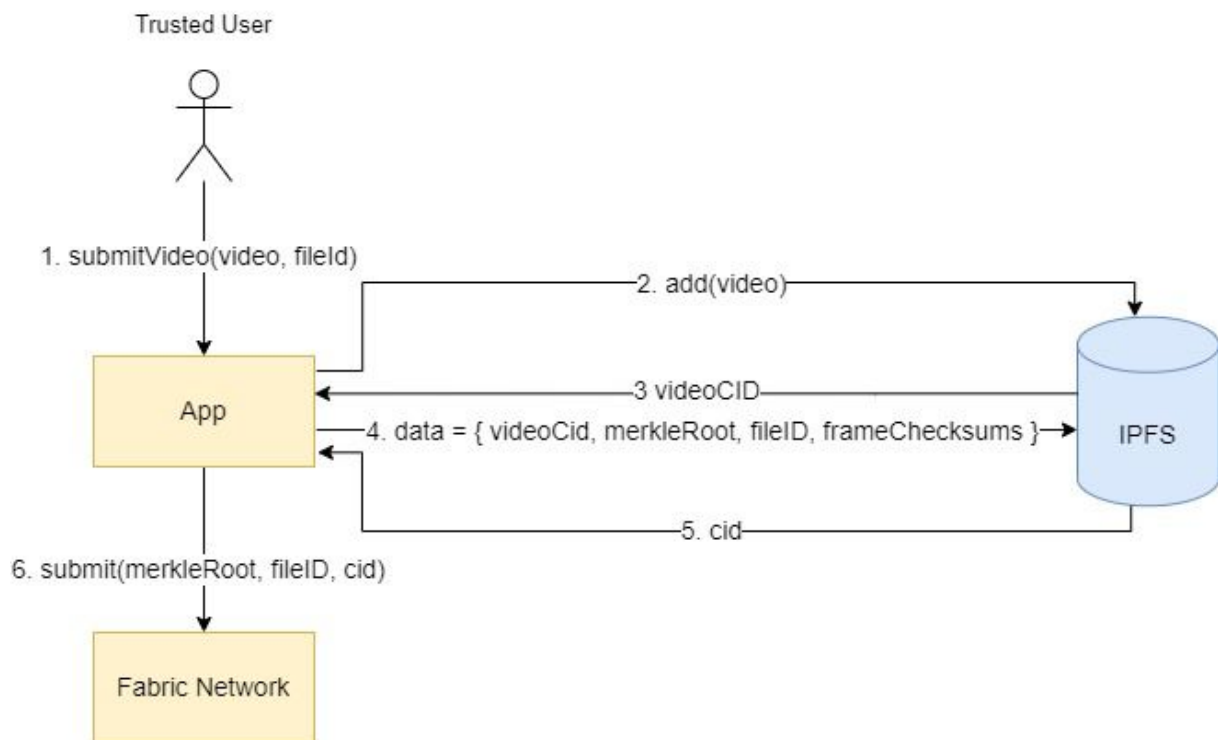 Trusted User
1. submitVideo(video, fileId)
2. add(video)
App
3 videoCID
4. data = { videoCid, merkleRoot, fileID, frameChecksums }
IPFS
5. cid
6. submit(merkleRoot, fileID, cid)
Fabric Network